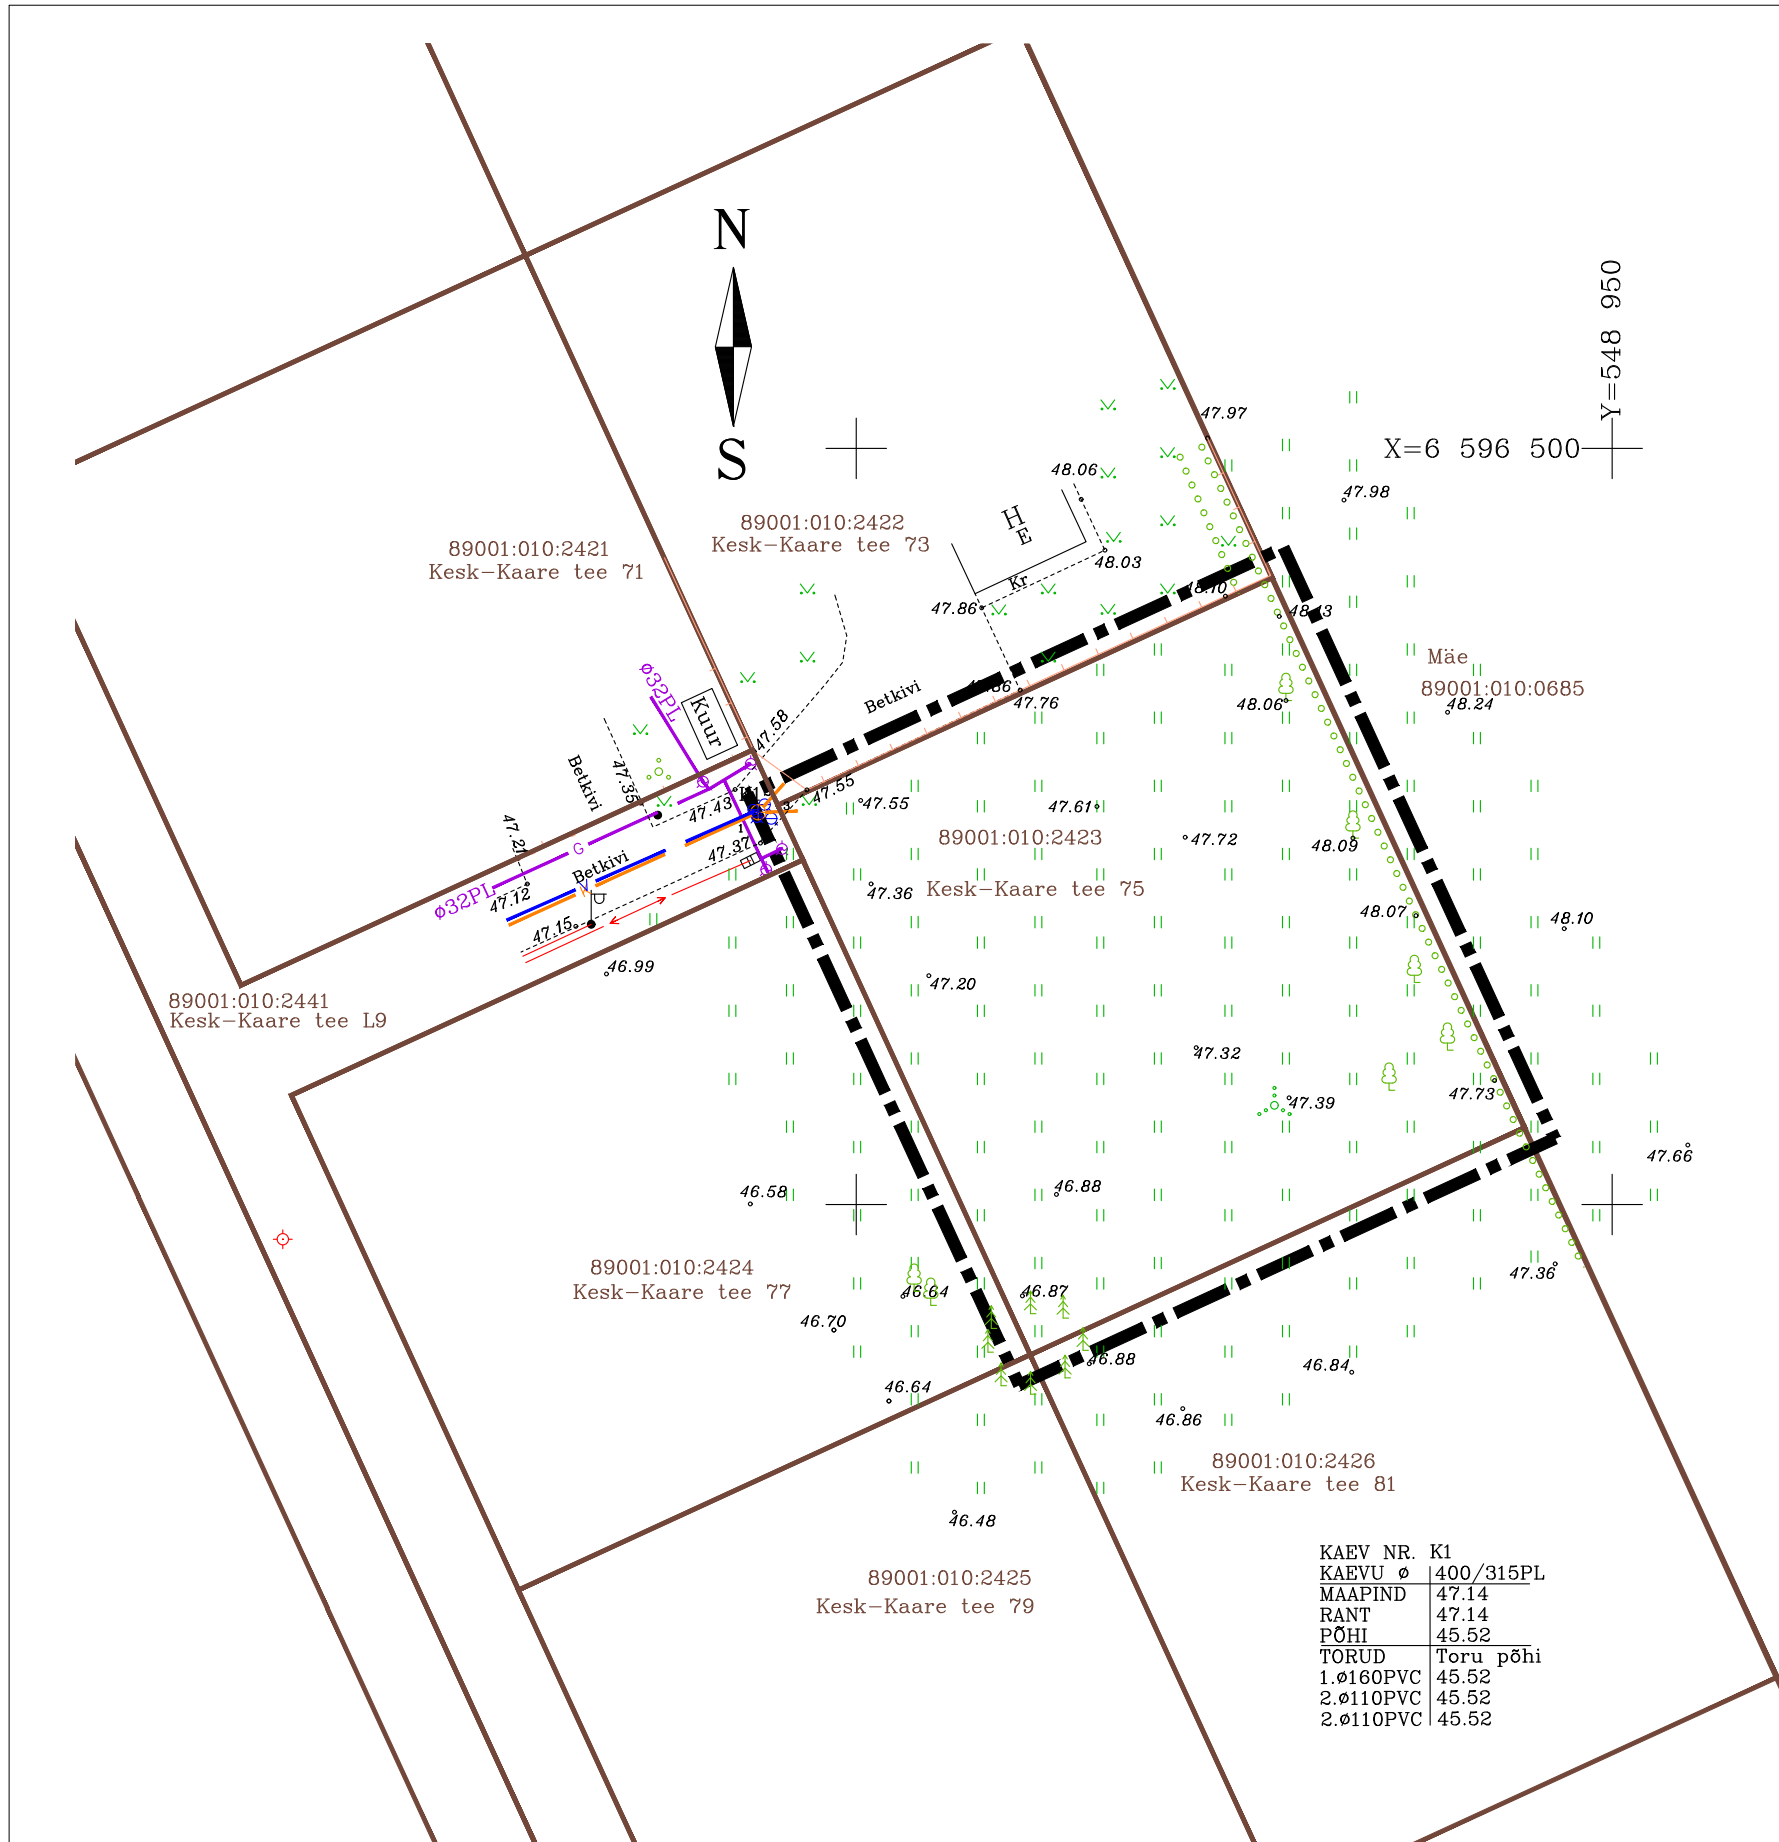 N
S
Y=548 950
X=6 596 500
47.97
47.98
48.06
48.03
H
E
Kr
89001:010:2422
Kesk-Kaare tee 73
89001:010:2421
Kesk-Kaare tee 71
47.86
48.10
48.13
Mäe
89001:010:0685
48.24
48.06
47.76
Betkivi
ø32PL
Kuur
47.58
Betkivi
47.35
47.43
47.55
47.55
47.61
47.72
48.09
89001:010:2423
Kesk-Kaare tee 75
47.37
1
3
47.21
G
Betkivi
V
ø32PL
47.12
47.15
47.36
46.99
47.20
48.07
48.10
89001:010:2441
Kesk-Kaare tee L9
47.32
47.39
47.73
47.66
46.58
46.88
47.36
89001:010:2424
Kesk-Kaare tee 77
46.64
46.87
46.70
46.88
46.84
46.64
46.86
89001:010:2426
Kesk-Kaare tee 81
46.48
89001:010:2425
Kesk-Kaare tee 79
KAEV NR. K1
KAEVU ø 400/315PL
MAAPIND 47.14
RANT 47.14
PÕHI 45.52
TORUD Toru põhi
1.ø160PVC 45.52
2.ø110PVC 45.52
2.ø110PVC 45.52